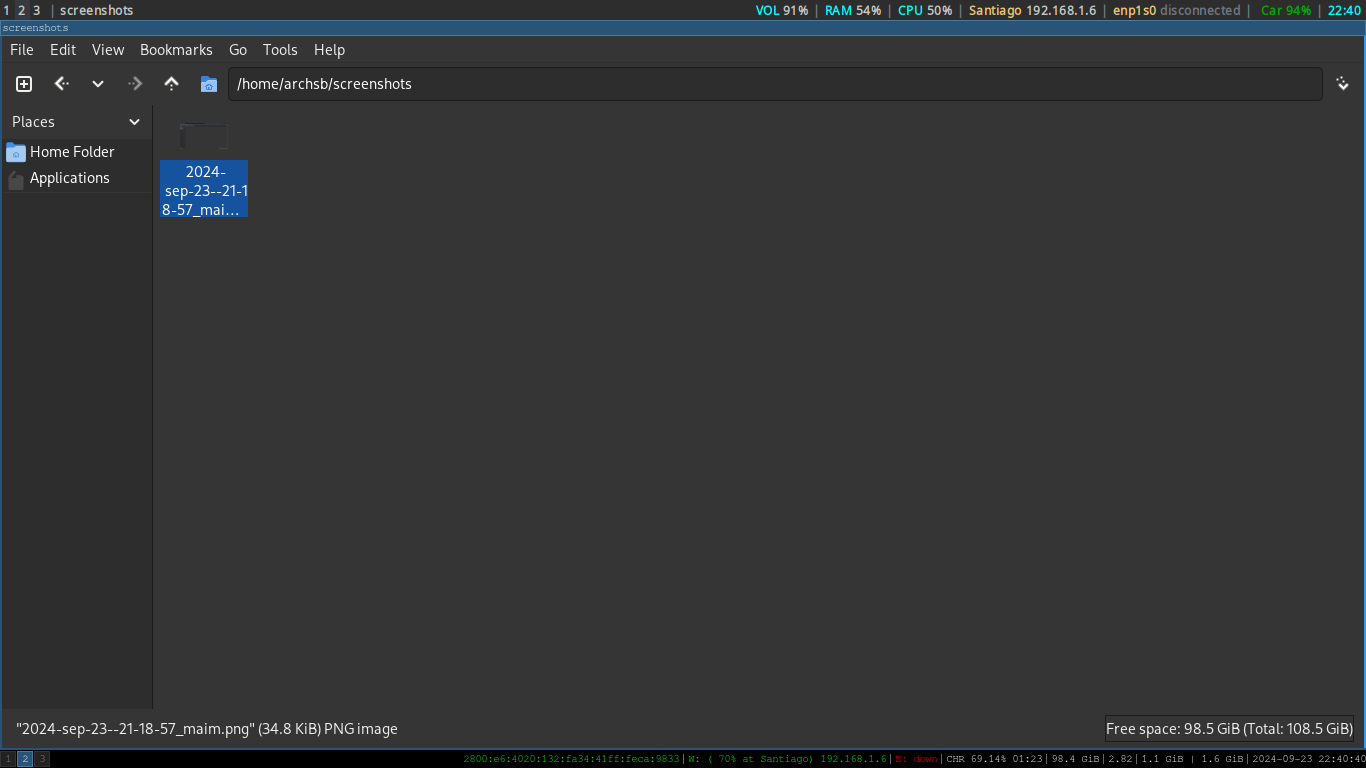 1 2 3 | screenshots VOL 91% | RAM 54% | CPU 50% | Santiago 192.168.1.6 | enp1s0 disconnected | Car 94% | 22:40
screenshots
File Edit View Bookmarks Go Tools Help
/home/archsb/screenshots
Places
Home Folder
Applications
2024-
sep-23--21-1
8-57_mai...
"2024-sep-23--21-18-57_maim.png" (34.8 KiB) PNG image
Free space: 98.5 GiB (Total: 108.5 GiB)
1 2 3 2800:e6:4020:132:fa34:41ff:feca:9833|W: ( 70% at Santiago) 192.168.1.6|E: down|CHR 69.14% 01:23|98.4 GiB|2.82|1.1 GiB | 1.6 GiB|2024-09-23 22:40:40